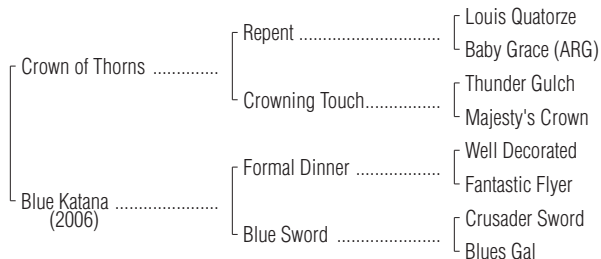 Louis Quatorze
Repent ........................................
Baby Grace (ARG)
Crown of Thorns ..............
Thunder Gulch
Crowning Touch.....................
Majesty's Crown
Well Decorated
Formal Dinner ....................
Fantastic Flyer
Blue Katana ......................
(2006)
Crusader Sword
Blue Sword ......................
Blues Gal